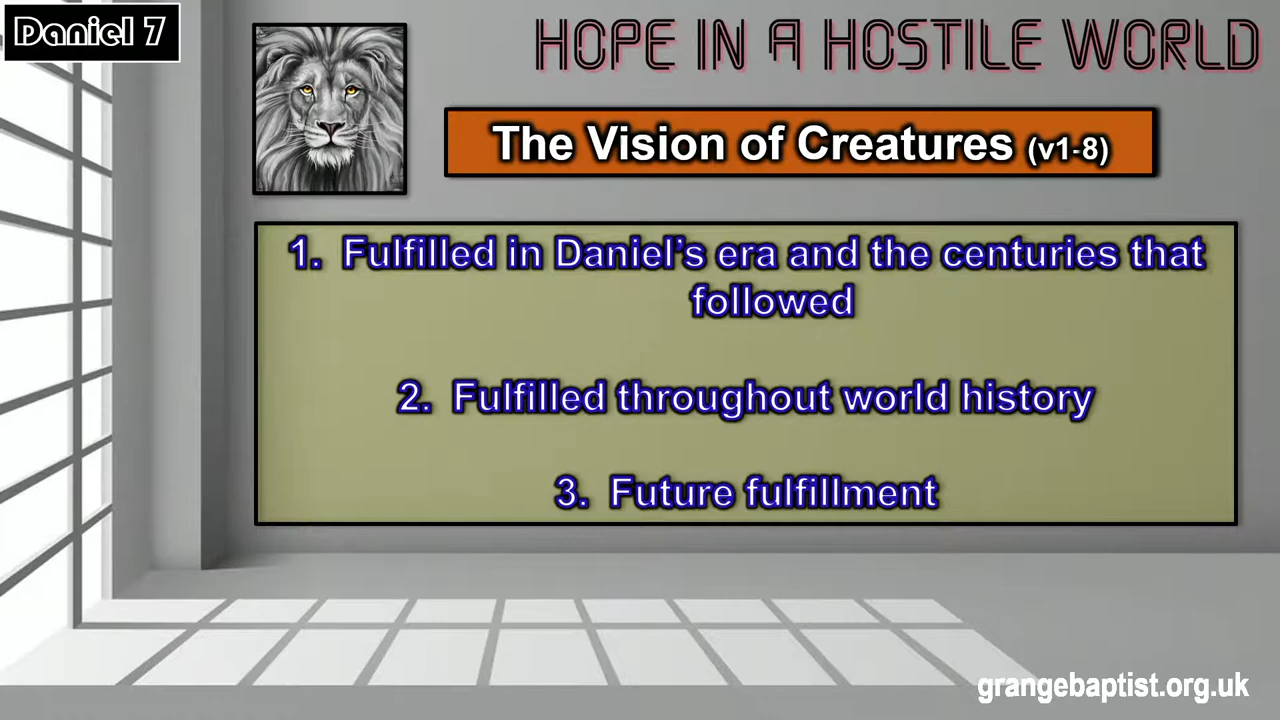 Daniel 7
HOPE IN A HOSTILE WORLD
The Vision of Creatures (v1-8)
1. Fulfilled in Daniel’s era and the centuries that
followed
2. Fulfilled throughout world history
3. Future fulfillment
grangebaptist.org.uk